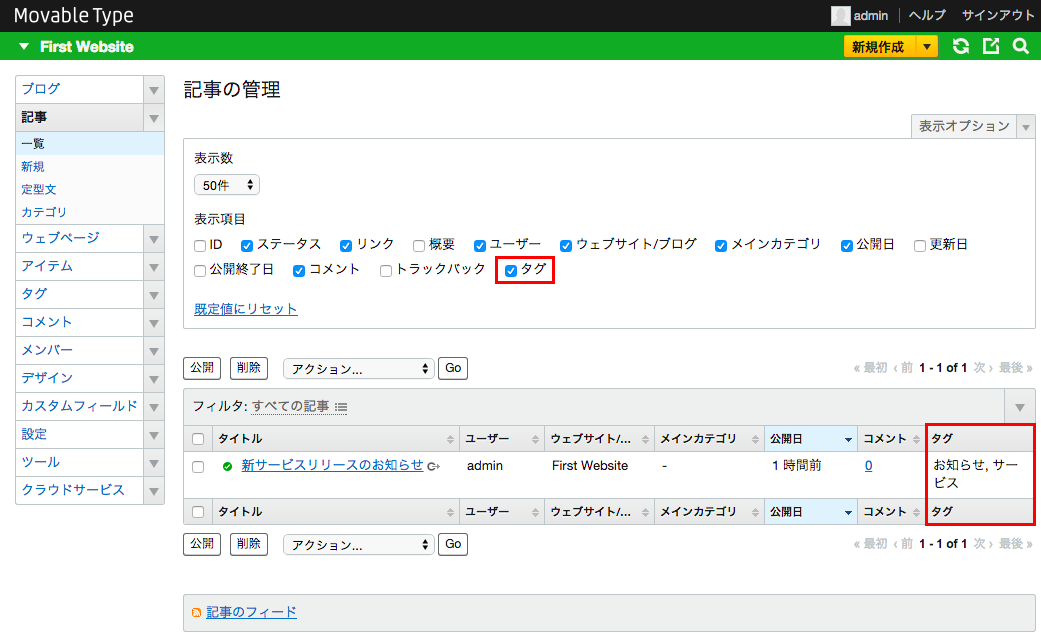 Movable Type
admin ヘルプ サインアウト
First Website
新規作成
ブログ
記事
一覧
新規
定型文
カテゴリ
ウェブページ
アイテム
タグ
コメント
メンバー
デザイン
カスタムフィールド
設定
ツール
クラウドサービス
記事の管理
表示オプション
表示数
50件
表示項目
ID ステータス リンク 概要 ユーザー ウェブサイト/ブログ メインカテゴリ 公開日 更新日
公開終了日 コメント トラックバック タグ
既定値にリセット
公開 削除 アクション... Go « 最初 ‹ 前 1 - 1 of 1 次 › 最後 »
フィルタ: すべての記事
タイトル ユーザー ウェブサイト/... メインカテゴリ 公開日 コメント タグ
新サービスリリースのお知らせ admin First Website - 1 時間前 0 お知らせ, サー
ビス
タイトル ユーザー ウェブサイト/... メインカテゴリ 公開日 コメント タグ
公開 削除 アクション... Go « 最初 ‹ 前 1 - 1 of 1 次 › 最後 »
記事のフィード